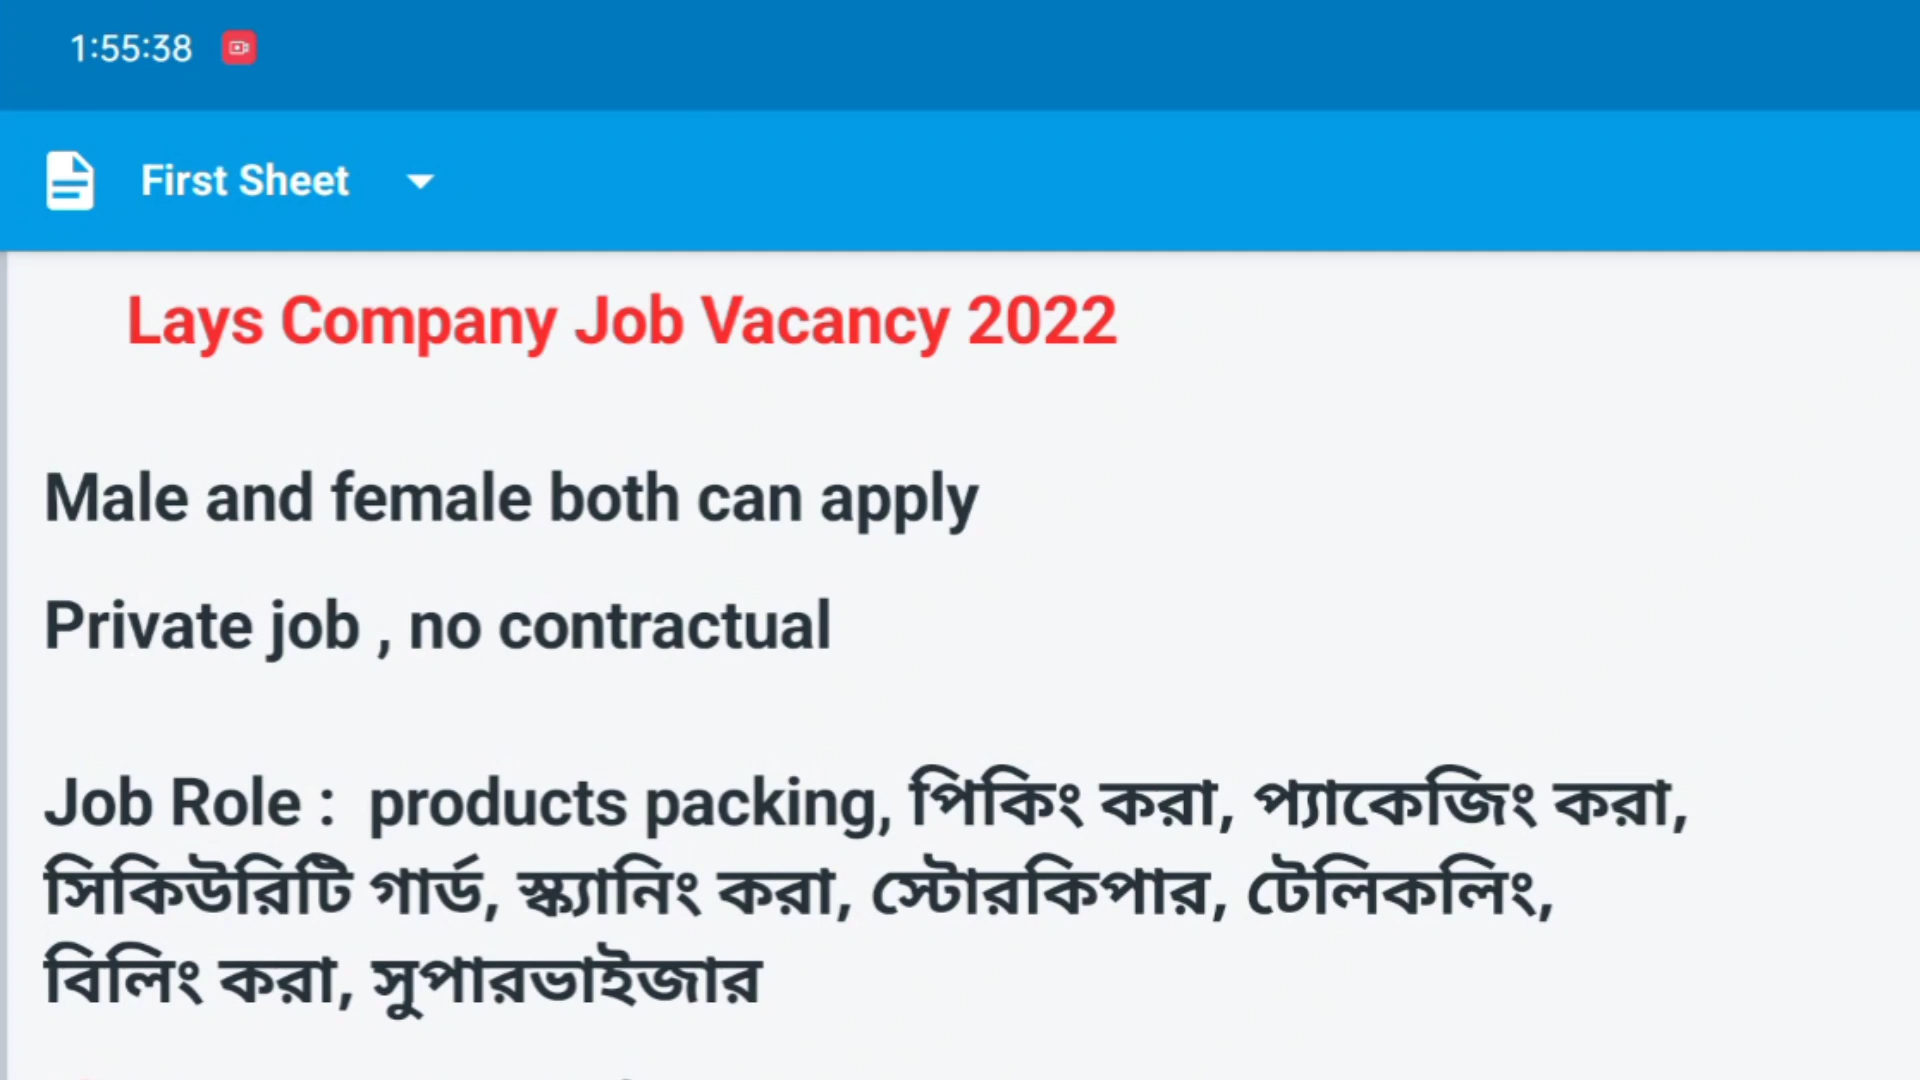 1:55:38
First Sheet
Lays Company Job Vacancy 2022
Male and female both can apply
Private job , no contractual
Job Role :  products packing, পিকিং করা, প্যাকেজিং করা,
সিকিউরিটি গার্ড, স্ক্যানিং করা, স্টোরকিপার, টেলিকলিং,
বিলিং করা, সুপারভাইজার